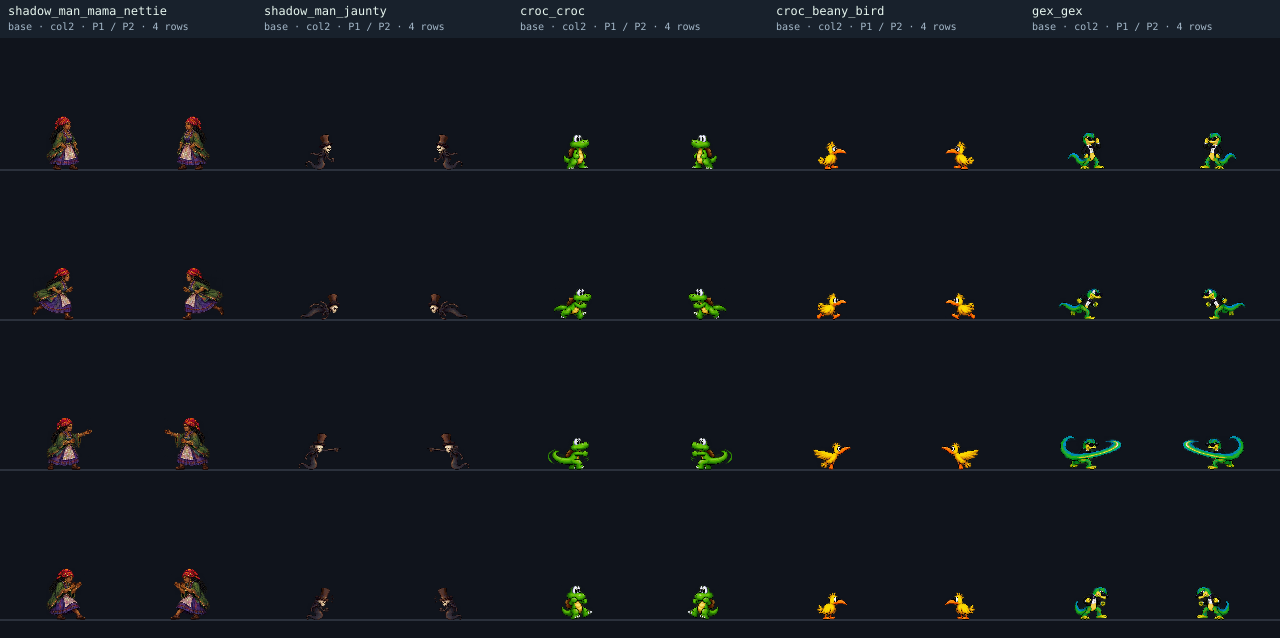 shadow_man_mama_nettie
base · col2 · P1 / P2 · 4 rows
shadow_man_jaunty
base · col2 · P1 / P2 · 4 rows
croc_croc
base · col2 · P1 / P2 · 4 rows
croc_beany_bird
base · col2 · P1 / P2 · 4 rows
gex_gex
base · col2 · P1 / P2 · 4 rows